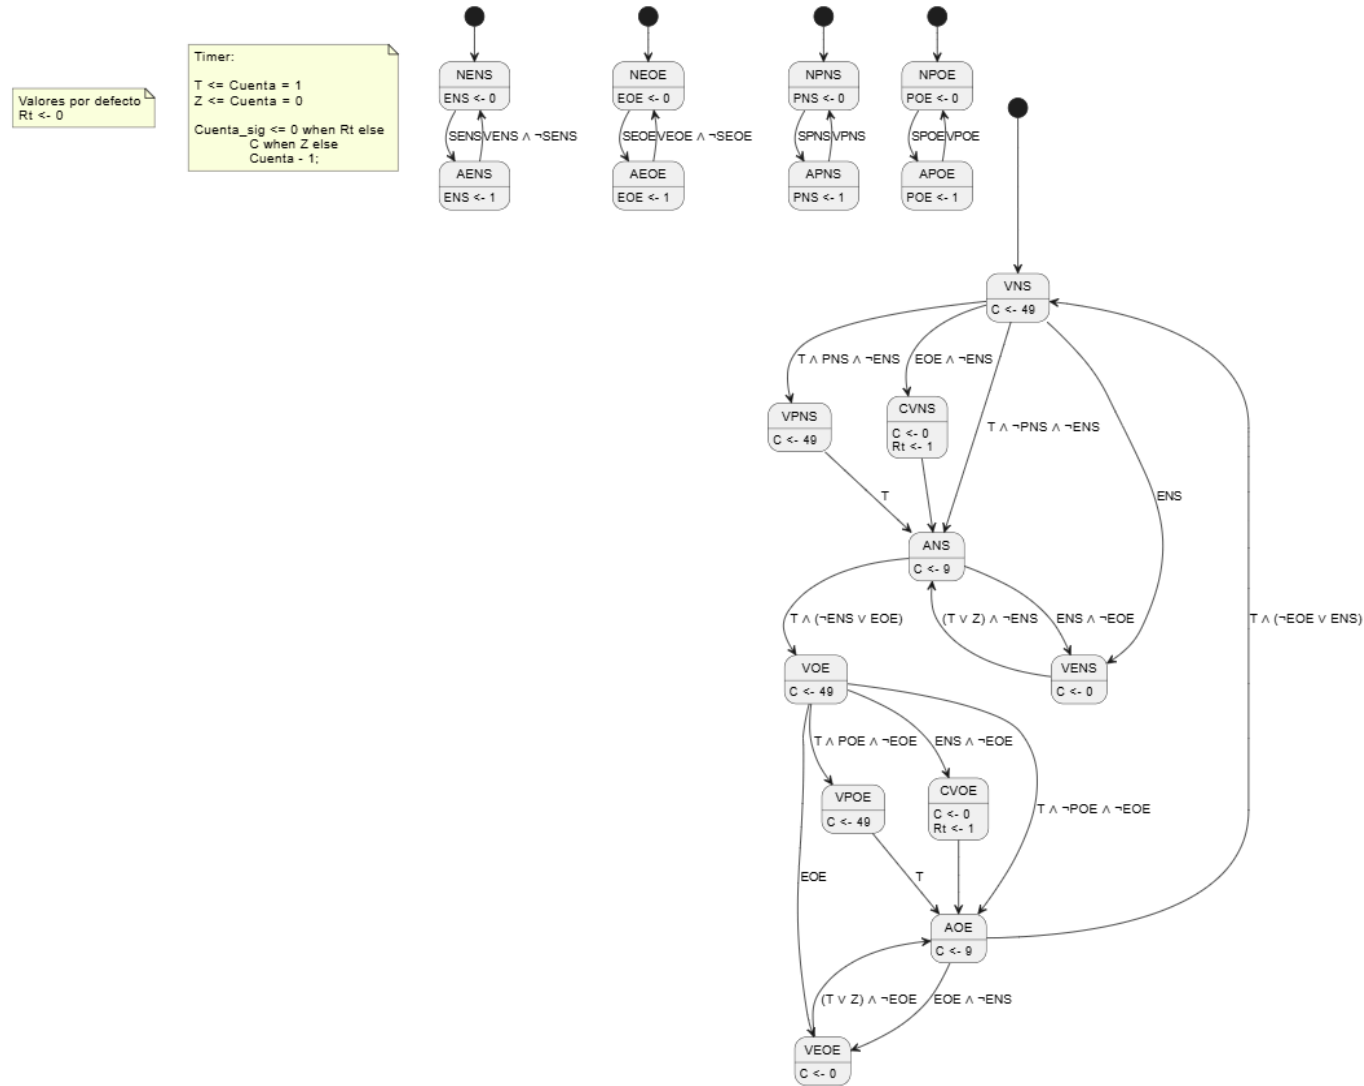 Valores por defecto
Rt <- 0
Timer:
T <= Cuenta = 1
Z <= Cuenta = 0
Cuenta_sig <= 0 when Rt else
C when Z else
Cuenta - 1;
NENS
ENS <- 0
SENS
VENS ∧ ¬SENS
AENS
ENS <- 1
NEOE
EOE <- 0
SEOE
VEOE ∧ ¬SEOE
AEOE
EOE <- 1
NPNS
PNS <- 0
SPNS
VPNS
APNS
PNS <- 1
NPOE
POE <- 0
SPOE
VPOE
APOE
POE <- 1
VNS
C <- 49
T ∧ PNS ∧ ¬ENS
EOE ∧ ¬ENS
T ∧ ¬PNS ∧ ¬ENS
ENS
VPNS
C <- 49
CVNS
C <- 0
Rt <- 1
T
ANS
C <- 9
T ∧ (¬ENS ∨ EOE)
(T ∨ Z) ∧ ¬ENS
ENS ∧ ¬EOE
T ∧ (¬EOE ∨ ENS)
VOE
C <- 49
VENS
C <- 0
T ∧ POE ∧ ¬EOE
ENS ∧ ¬EOE
T ∧ ¬POE ∧ ¬EOE
VPOE
C <- 49
CVOE
C <- 0
Rt <- 1
EOE
T
AOE
C <- 9
(T ∨ Z) ∧ ¬EOE
EOE ∧ ¬ENS
VEOE
C <- 0